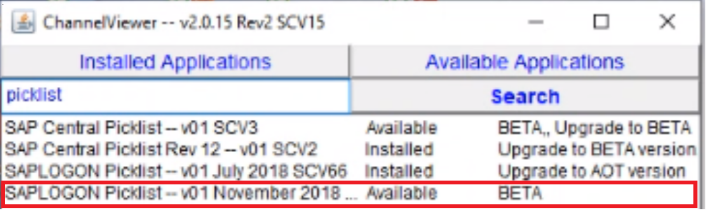 ChannelViewer -- v2.0.15 Rev2 SCV15
Installed Applications Available Applications
picklist Search
SAP Central Picklist -- v01 SCV3 Available BETA,, Upgrade to BETA
SAP Central Picklist Rev 12 -- v01 SCV2 Installed Upgrade to BETA version
SAPLOGON Picklist -- v01 July 2018 SCV66 Installed Upgrade to AOT version
SAPLOGON Picklist -- v01 November 2018 ... Available BETA